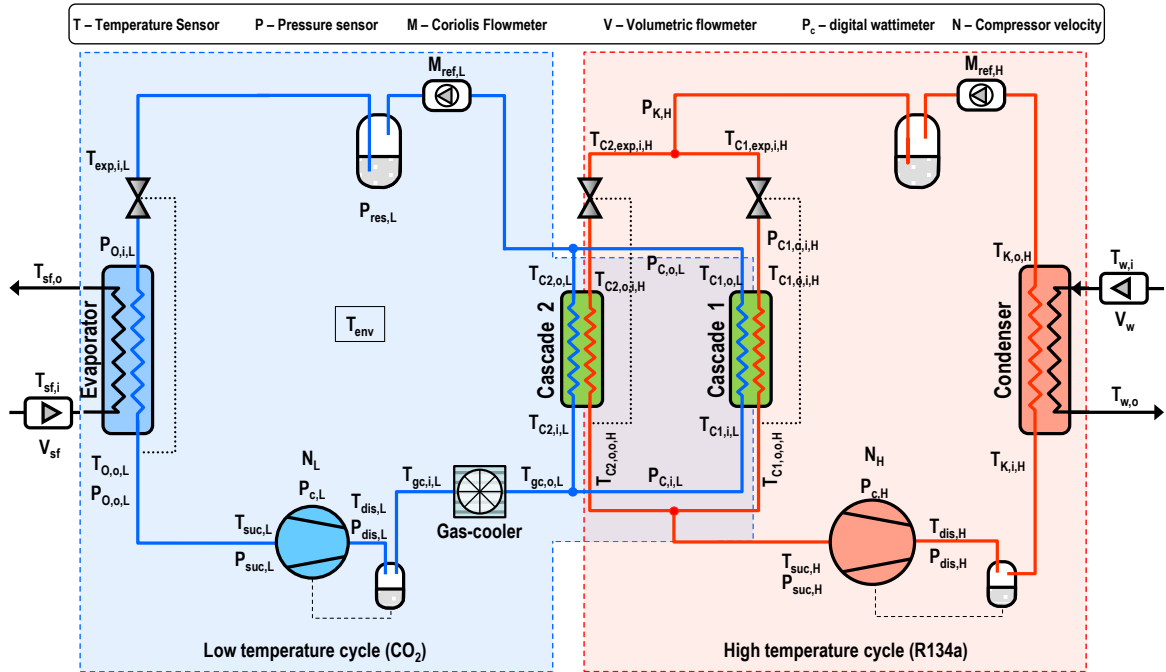 T – Temperature Sensor P – Pressure sensor M – Coriolis Flowmeter V – Volumetric flowmeter Pc – digital wattimeter N – Compressor velocity
Mref,L
Mref,H
PK,H
TC2,exp,i,H
TC1,exp,i,H
Texp,i,L
Pres,L
PO,i,L
PC1,o,i,H
TK,o,H
Tw,i
PC,o,L
Tsf,o
TC2,o,L
TC2,o,i,H
TC1,o,L
TC1,o,i,H
Vw
Tenv
Evaporator
Cascade 2
Cascade 1
Condenser
Tsf,i
Tw,o
Vsf
TC2,i,L
TC1,i,L
TC2,o,o,H
TC1,o,o,H
TO,o,L
PO,o,L
NL
Pc,L
Tgc,i,L
Tgc,o,L
PC,i,L
NH
Pc,H
TK,i,H
Tdis,L
Pdis,L
Tsuc,L
Psuc,L
Gas-cooler
Tdis,H
Pdis,H
Tsuc,H
Psuc,H
Low temperature cycle (CO2)
High temperature cycle (R134a)